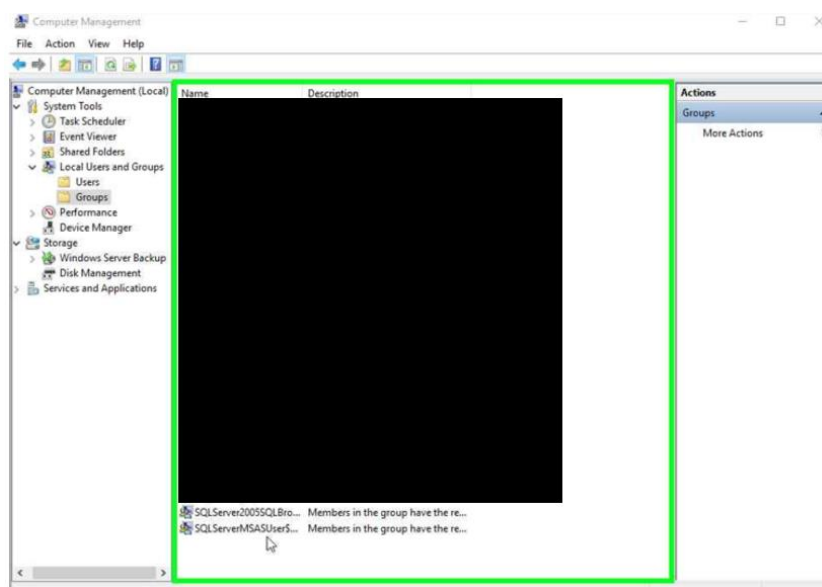 Computer Management
File Action View Help
Computer Management (Local)
System Tools
Task Scheduler
Event Viewer
Shared Folders
Local Users and Groups
Users
Groups
Performance
Device Manager
Storage
Windows Server Backup
Disk Management
Services and Applications
Name Description
SQLServer2005SQLBro... Members in the group have the re...
SQLServerMSASUser$... Members in the group have the re...
Actions
Groups
More Actions